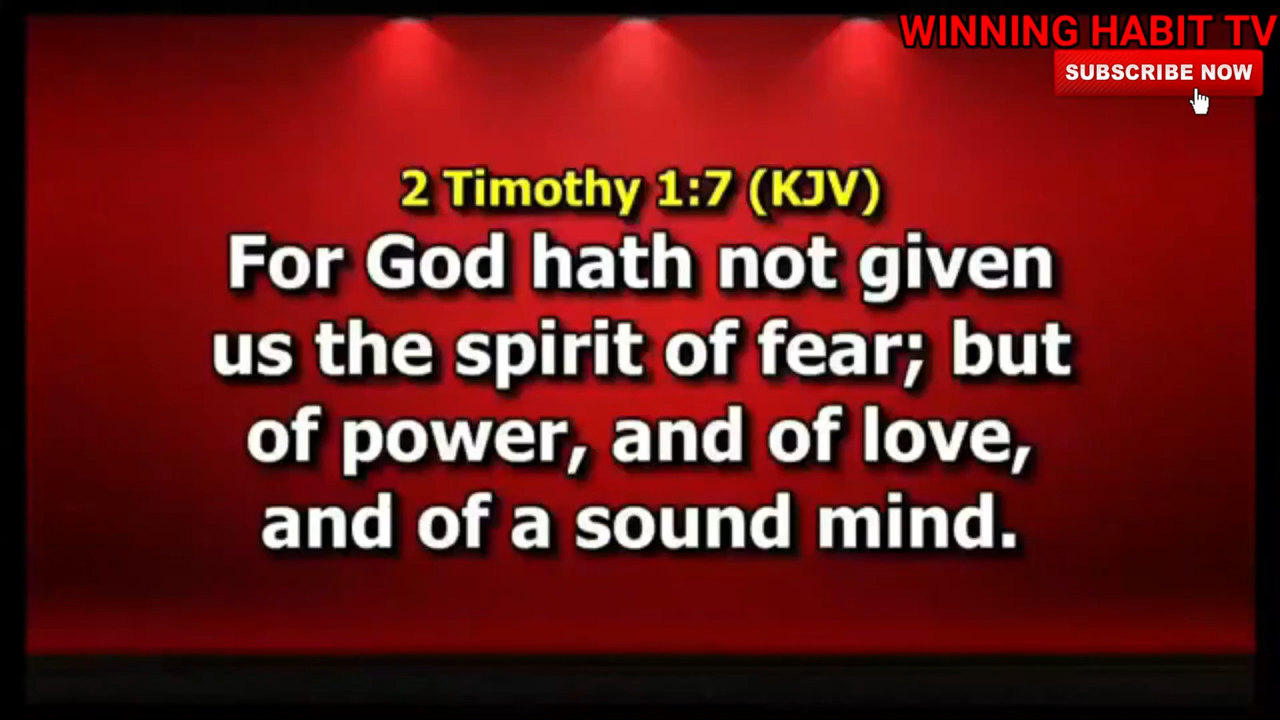 WINNING HABIT TV
SUBSCRIBE NOW
2 Timothy 1:7 (KJV)
For God hath not given
us the spirit of fear; but
of power, and of love,
and of a sound mind.